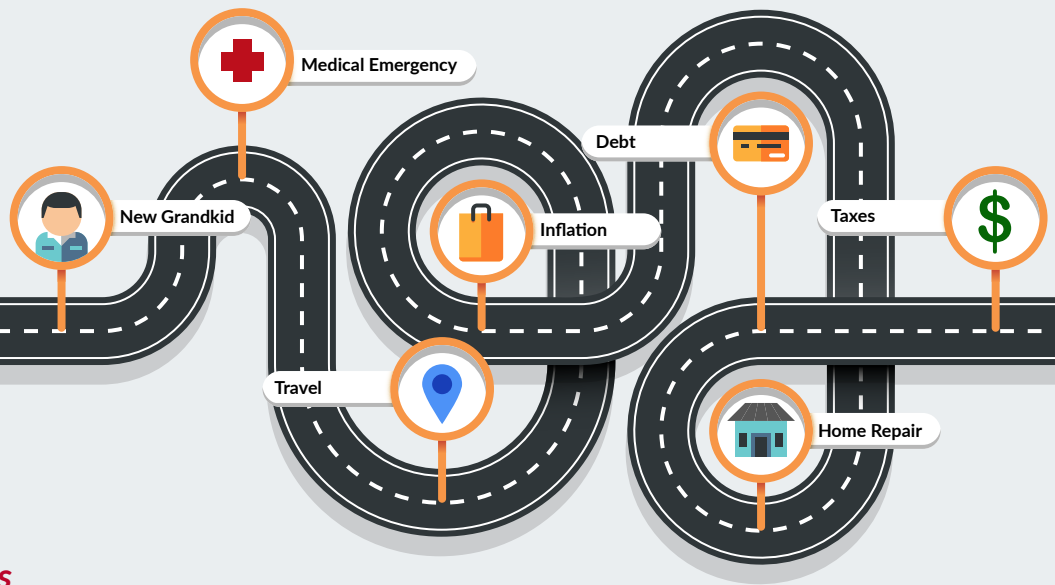 Medical Emergency
New Grandkid
Debt
Taxes
Inflation
Travel
Home Repair
$
s